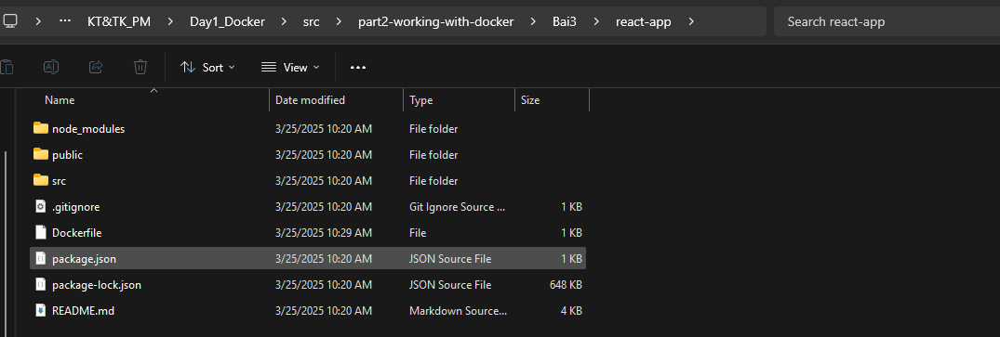 KT&TK_PM > Day1_Docker > src > part2-working-with-docker > Bai3 > react-app > Search react-app
Sort View ...
Name Date modified Type Size
node_modules 3/25/2025 10:20 AM File folder
public 3/25/2025 10:20 AM File folder
src 3/25/2025 10:20 AM File folder
.gitignore 3/25/2025 10:20 AM Git Ignore Source ... 1 KB
Dockerfile 3/25/2025 10:29 AM File 1 KB
package.json 3/25/2025 10:20 AM JSON Source File 1 KB
package-lock.json 3/25/2025 10:20 AM JSON Source File 648 KB
README.md 3/25/2025 10:20 AM Markdown Source... 4 KB